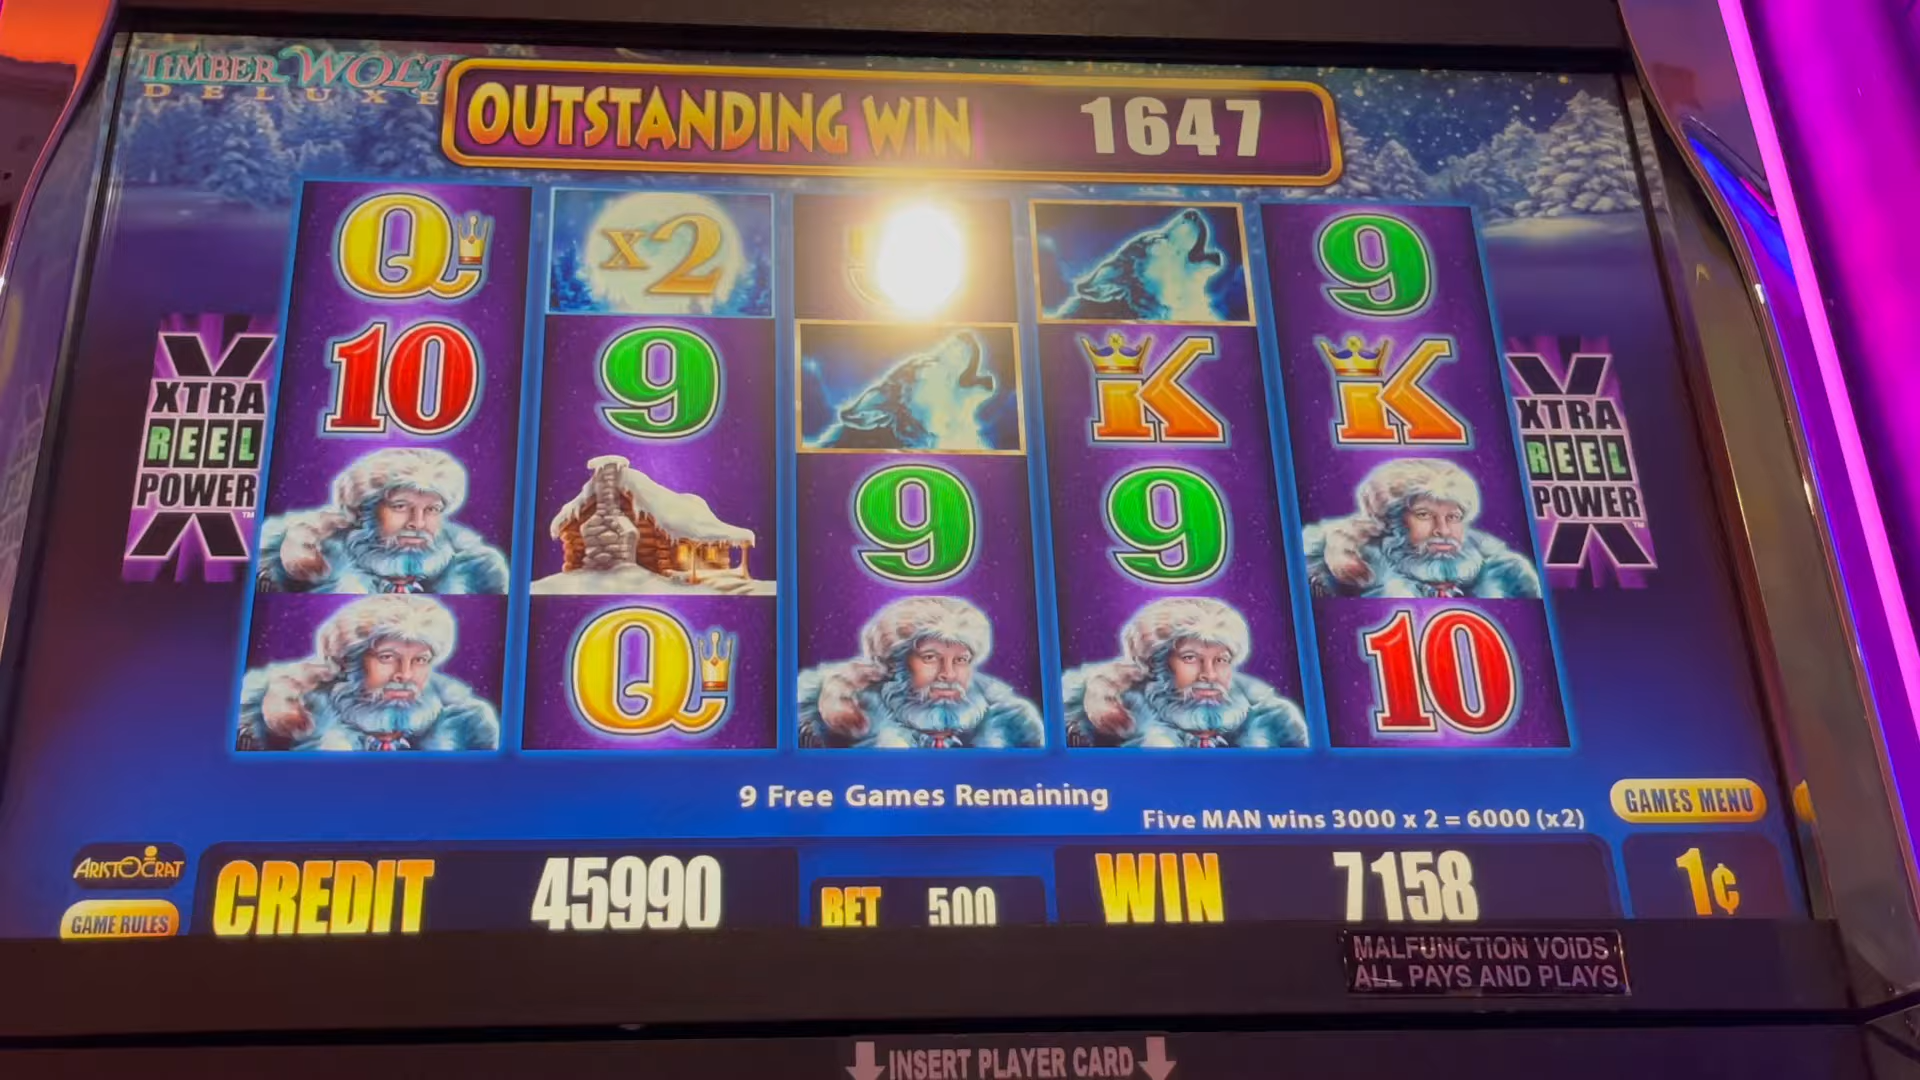 TIMBER WOLF
DELUXE
OUTSTANDING WIN 1647
Q x2 9
10 9 K K
9 9
Q 10
XTRA
REEL
POWER™
XTRA
REEL
POWER™
9 Free Games Remaining
Five MAN wins 3000 x 2 = 6000 (x2)
GAMES MENU
ARISTOCRAT
GAME RULES
CREDIT 45990
BET 500
WIN 7158
1¢
MALFUNCTION VOIDS
ALL PAYS AND PLAYS
INSERT PLAYER CARD